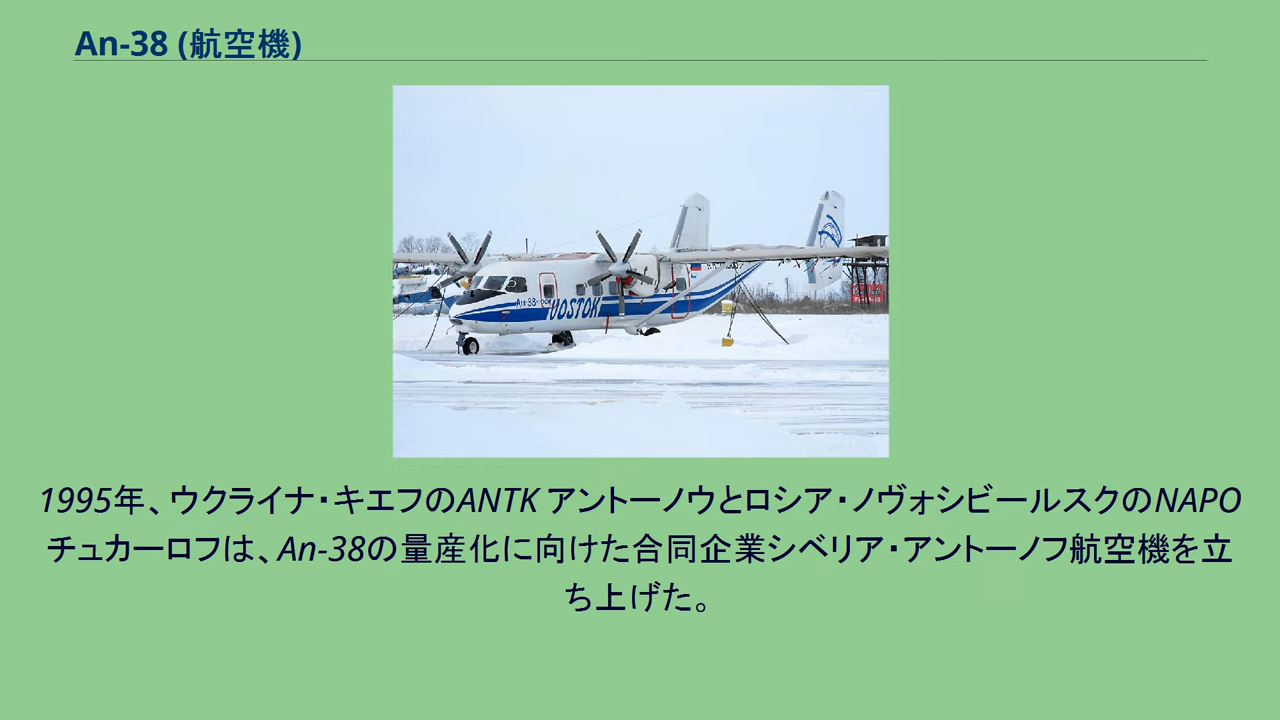 An-38 (航空機)
An-38-100
VOSTOK
1995年、ウクライナ・キエフのANTK アントーノウとロシア・ノヴォシビールスクのNAPO
チュカーロフは、An-38の量産化に向けた合同企業シベリア・アントーノフ航空機を立
ち上げた。